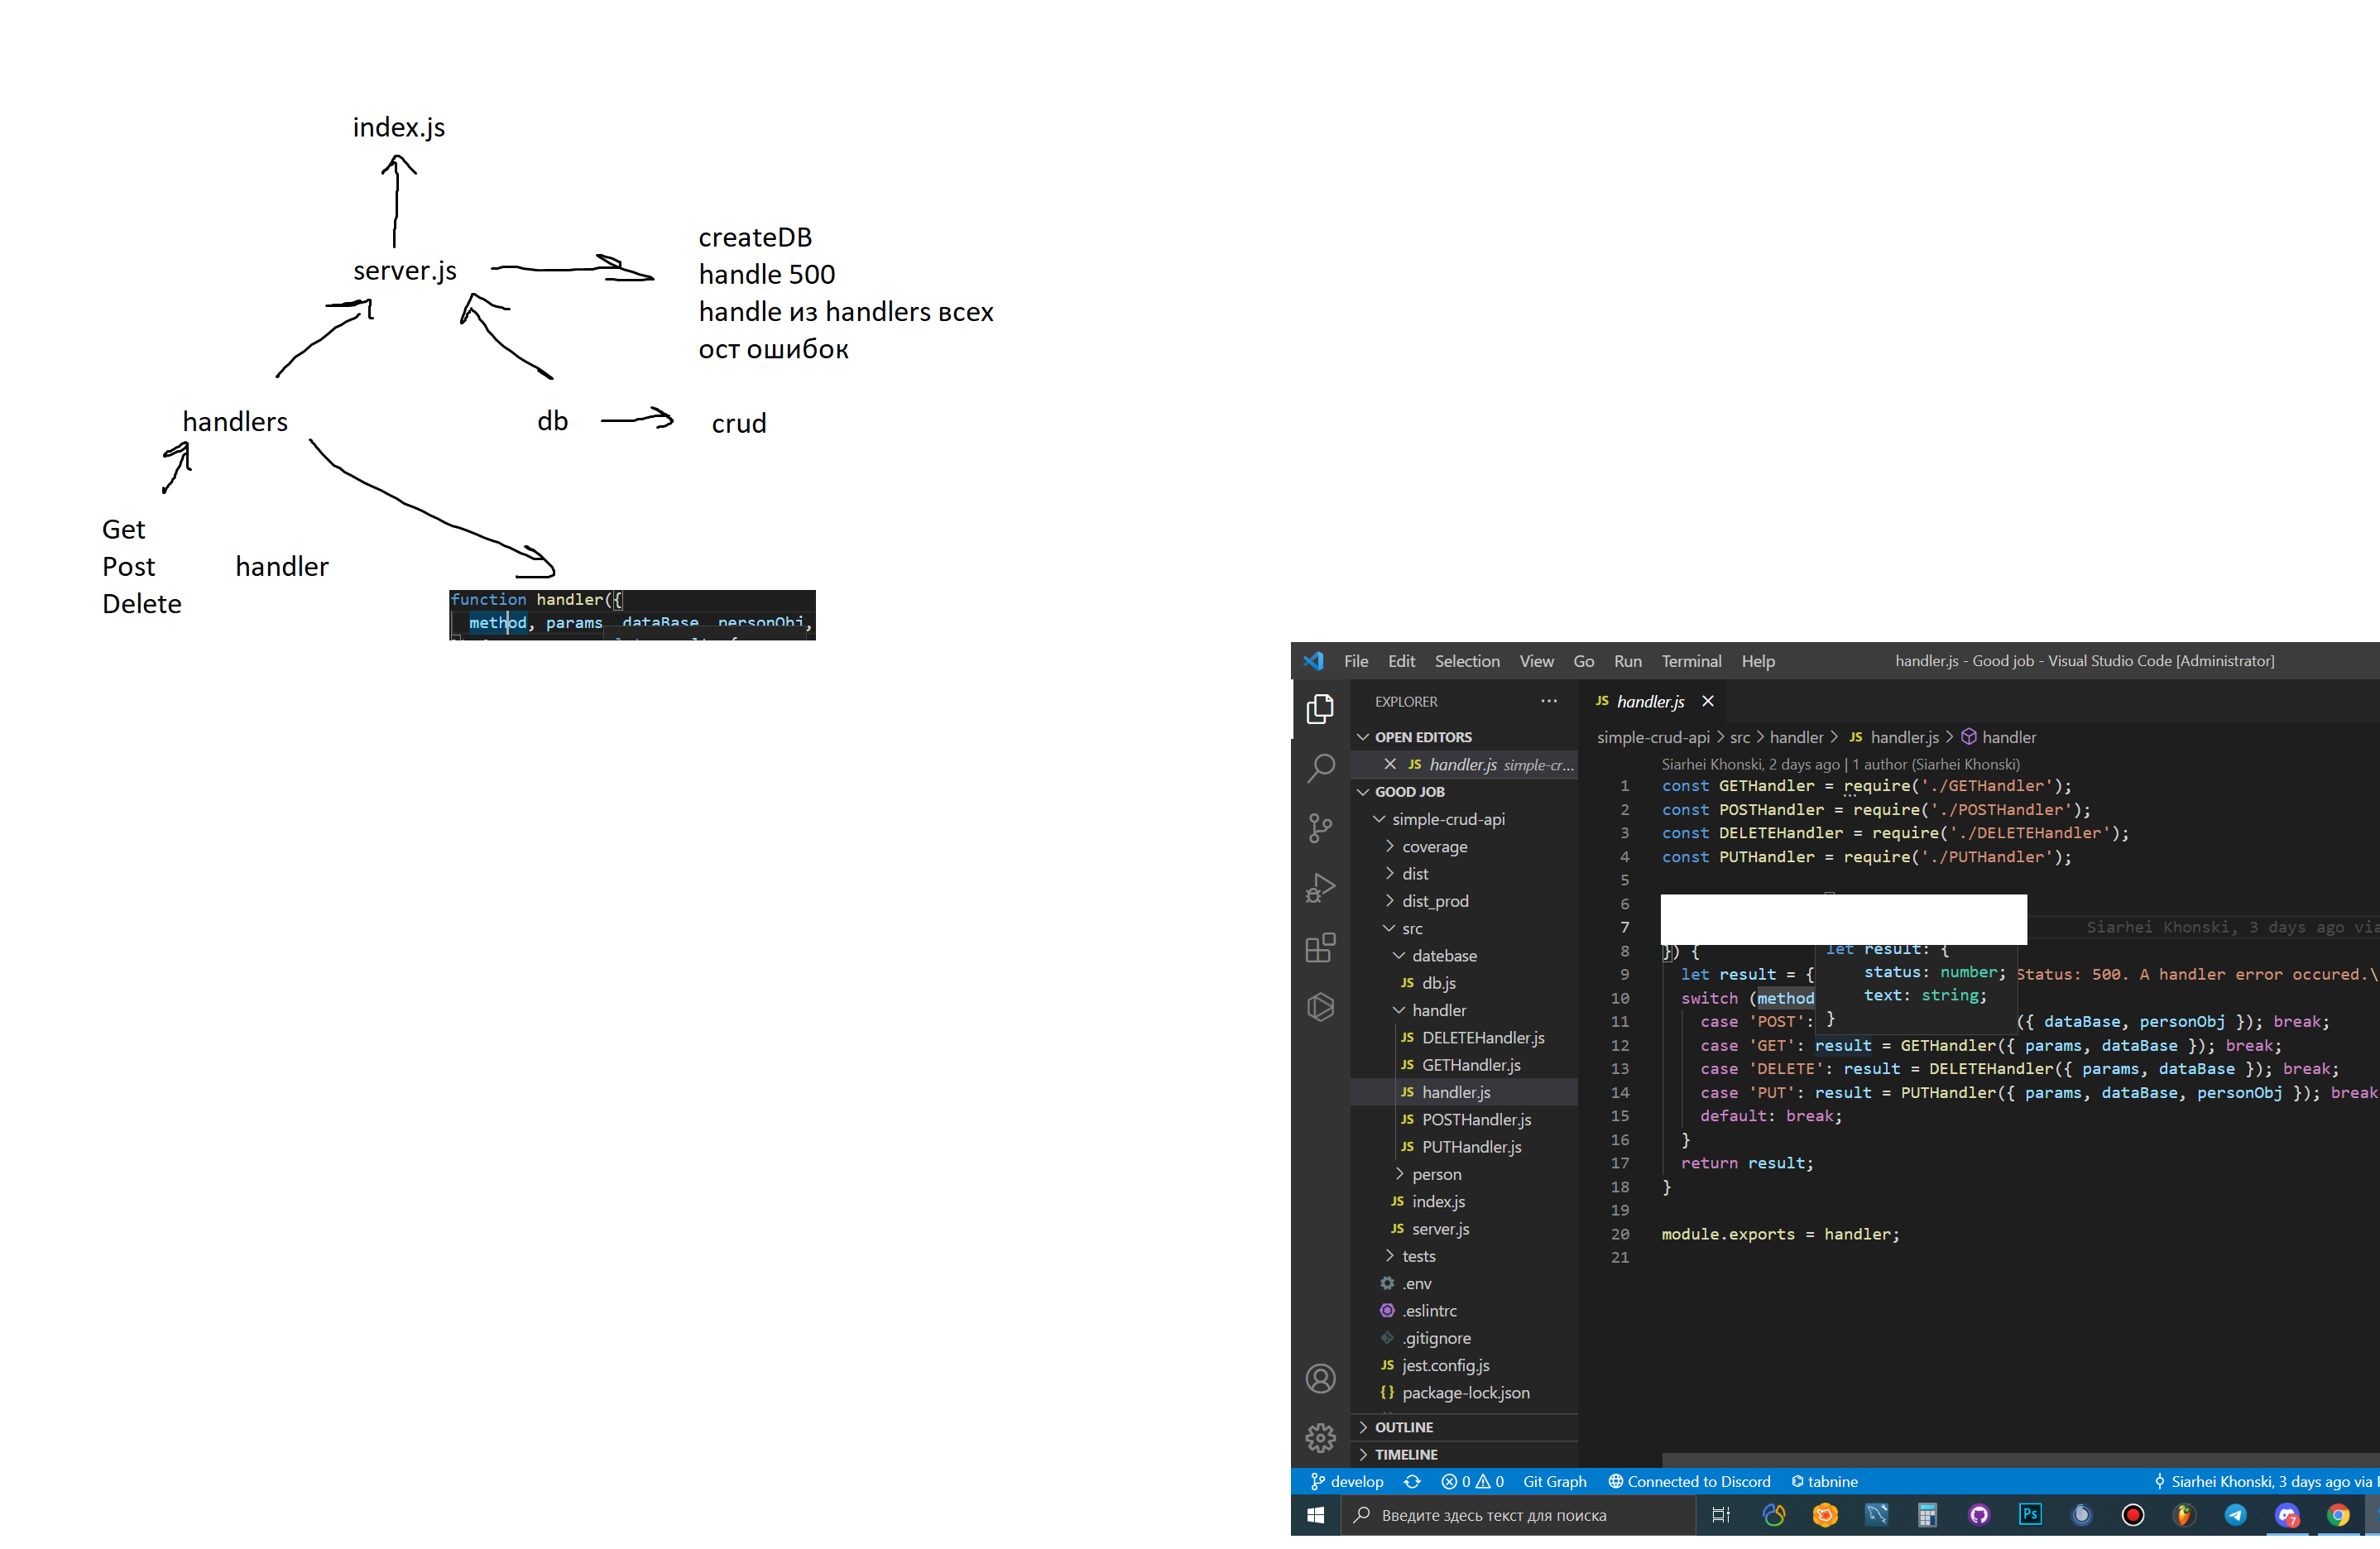 index.js
server.js
createDB
handle 500
handle из handlers всех
ост ошибок
handlers
db
crud
Get
Post
Delete
handler
function handler({
method, params, dataBase, personObj,
File Edit Selection View Go Run Terminal Help
handler.js - Good job - Visual Studio Code [Administrator]
EXPLORER
OPEN EDITORS
JS handler.js simple-cr...
GOOD JOB
simple-crud-api
coverage
dist
dist_prod
src
datebase
JS db.js
handler
JS DELETEHandler.js
JS GETHandler.js
JS handler.js
JS POSTHandler.js
JS PUTHandler.js
person
JS index.js
JS server.js
tests
.env
.eslintrc
.gitignore
JS jest.config.js
{} package-lock.json
OUTLINE
TIMELINE
JS handler.js
simple-crud-api > src > handler > JS handler.js > handler
Siarhei Khonski, 2 days ago | 1 author (Siarhei Khonski)
1 const GETHandler = require('./GETHandler');
2 const POSTHandler = require('./POSTHandler');
3 const DELETEHandler = require('./DELETEHandler');
4 const PUTHandler = require('./PUTHandler');
5
6
7 Siarhei Khonski, 3 days ago via
8 }) {
let result: {
status: number;
text: string;
}
9 let result = { Status: 500. A handler error occured.\
10 switch (method
11 case 'POST': ({ dataBase, personObj }); break;
12 case 'GET': result = GETHandler({ params, dataBase }); break;
13 case 'DELETE': result = DELETEHandler({ params, dataBase }); break;
14 case 'PUT': result = PUTHandler({ params, dataBase, personObj }); break
15 default: break;
16 }
17 return result;
18 }
19
20 module.exports = handler;
21
develop 0 0 Git Graph Connected to Discord tabnine
Siarhei Khonski, 3 days ago via
Введите здесь текст для поиска
Ps
7